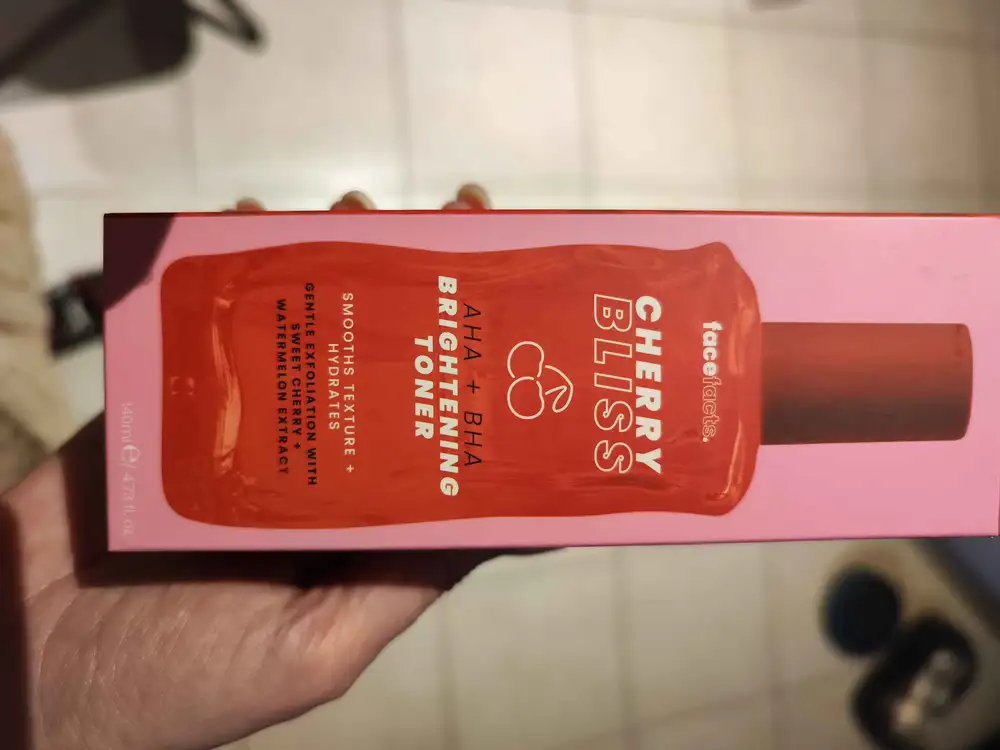 facefacts.
CHERRY
BLISS
AHA + BHA
BRIGHTENING
TONER
SMOOTHS TEXTURE +
HYDRATES
GENTLE EXFOLIATION WITH
SWEET CHERRY +
WATERMELON EXTRACT
140ml ℮/ 4.73 fl. oz.